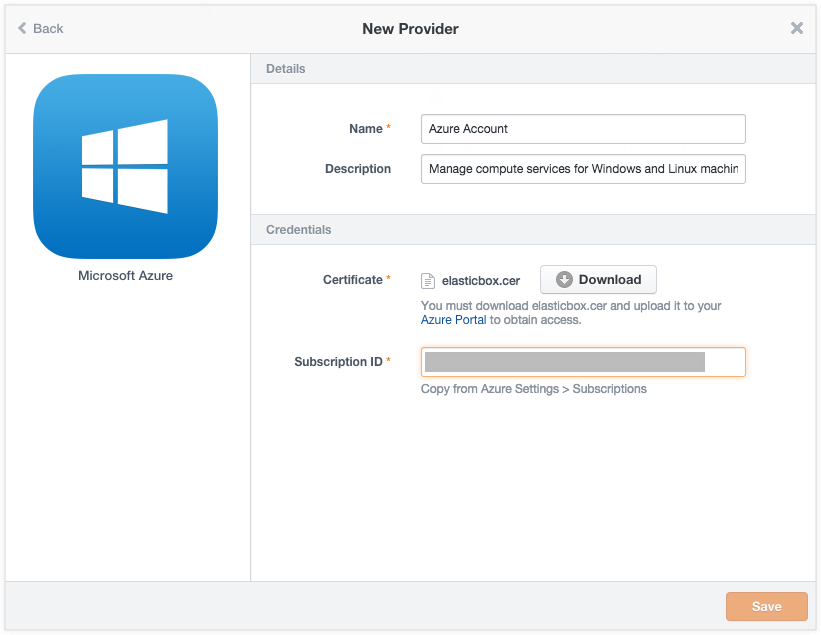 Back
New Provider
Details
Name *
Azure Account
Description
Manage compute services for Windows and Linux machin
Microsoft Azure
Credentials
Certificate *
elasticbox.cer
Download
You must download elasticbox.cer and upload it to your
Azure Portal to obtain access.
Subscription ID *
Copy from Azure Settings > Subscriptions
Save